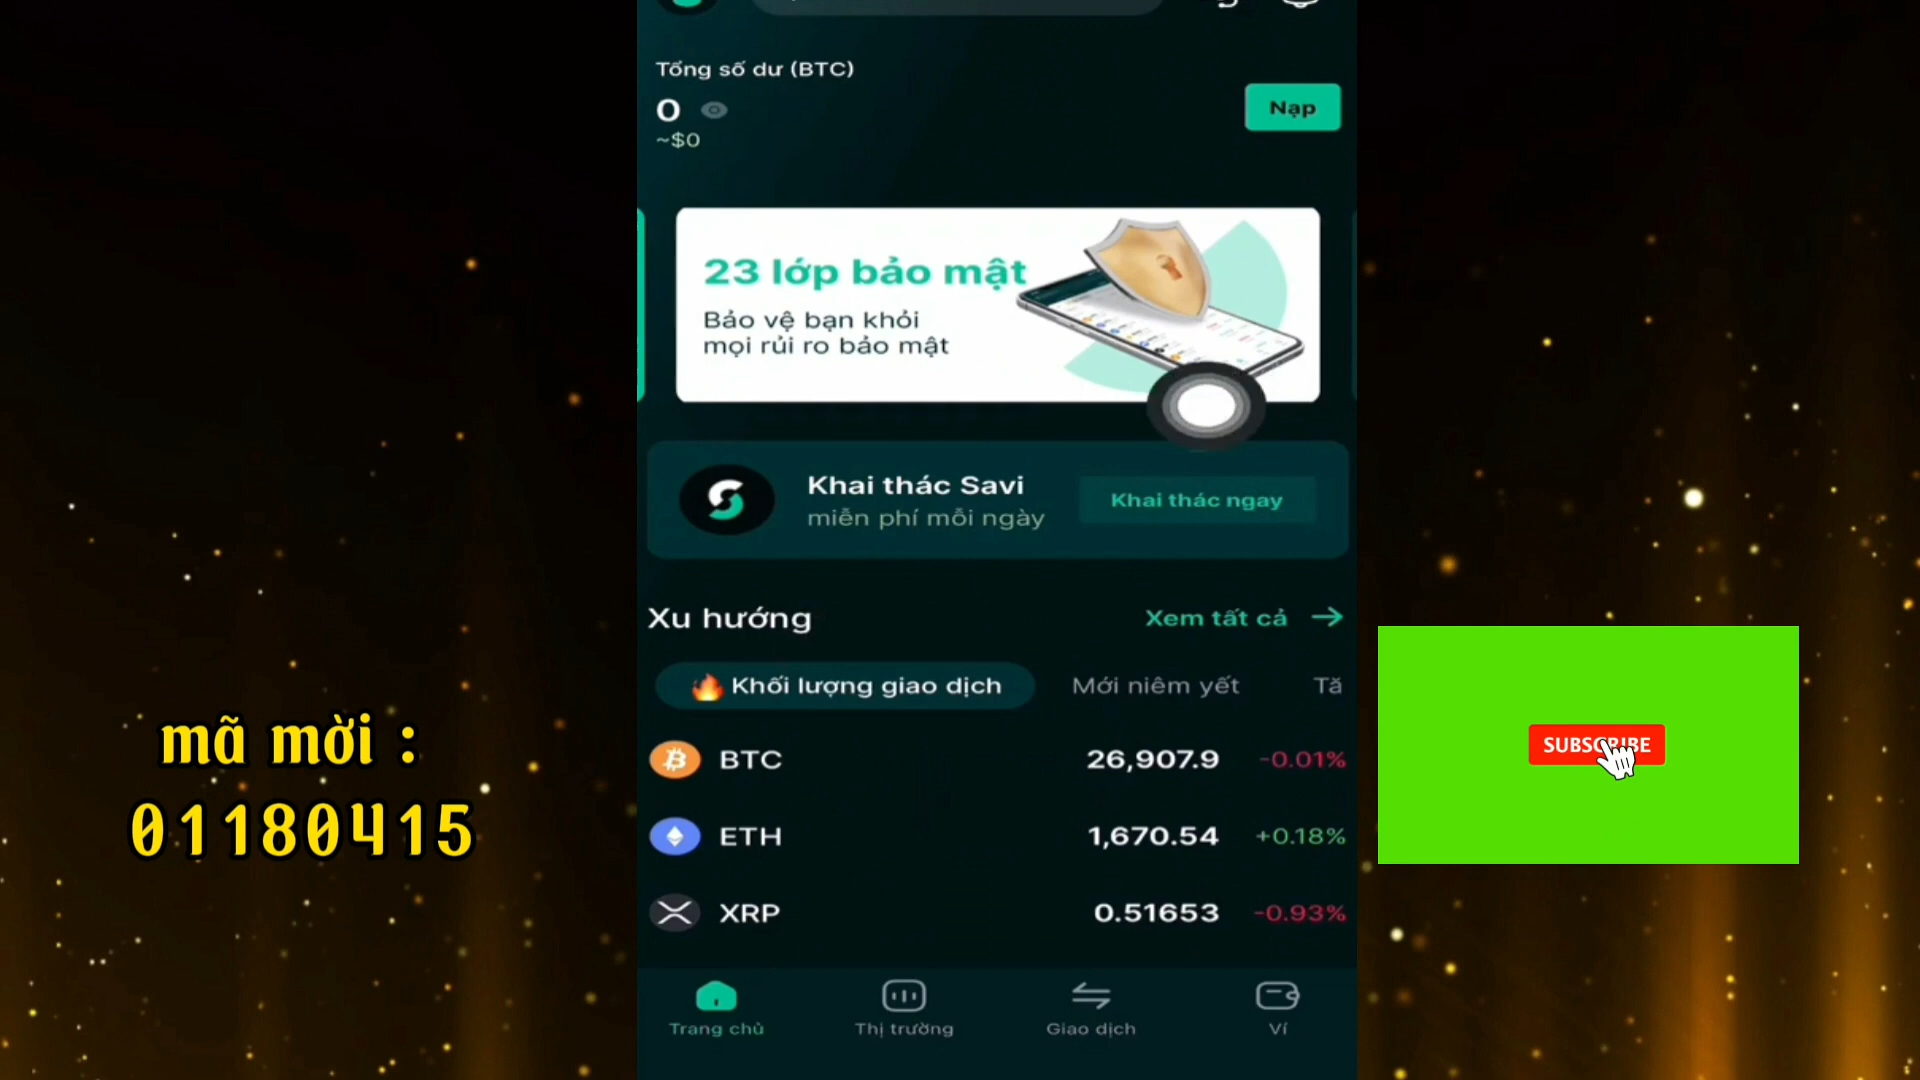 Tổng số dư (BTC)
0
~$0
Nạp
23 lớp bảo mật
Bảo vệ bạn khỏi
mọi rủi ro bảo mật
Khai thác Savi
miễn phí mỗi ngày
Khai thác ngay
Xu hướng
Xem tất cả
Khối lượng giao dịch
Mới niêm yết
Tă
BTC
26,907.9
-0.01%
ETH
1,670.54
+0.18%
XRP
0.51653
-0.93%
Trang chủ
Thị trường
Giao dịch
Ví
mã mời :
01180415
SUBSCRIBE